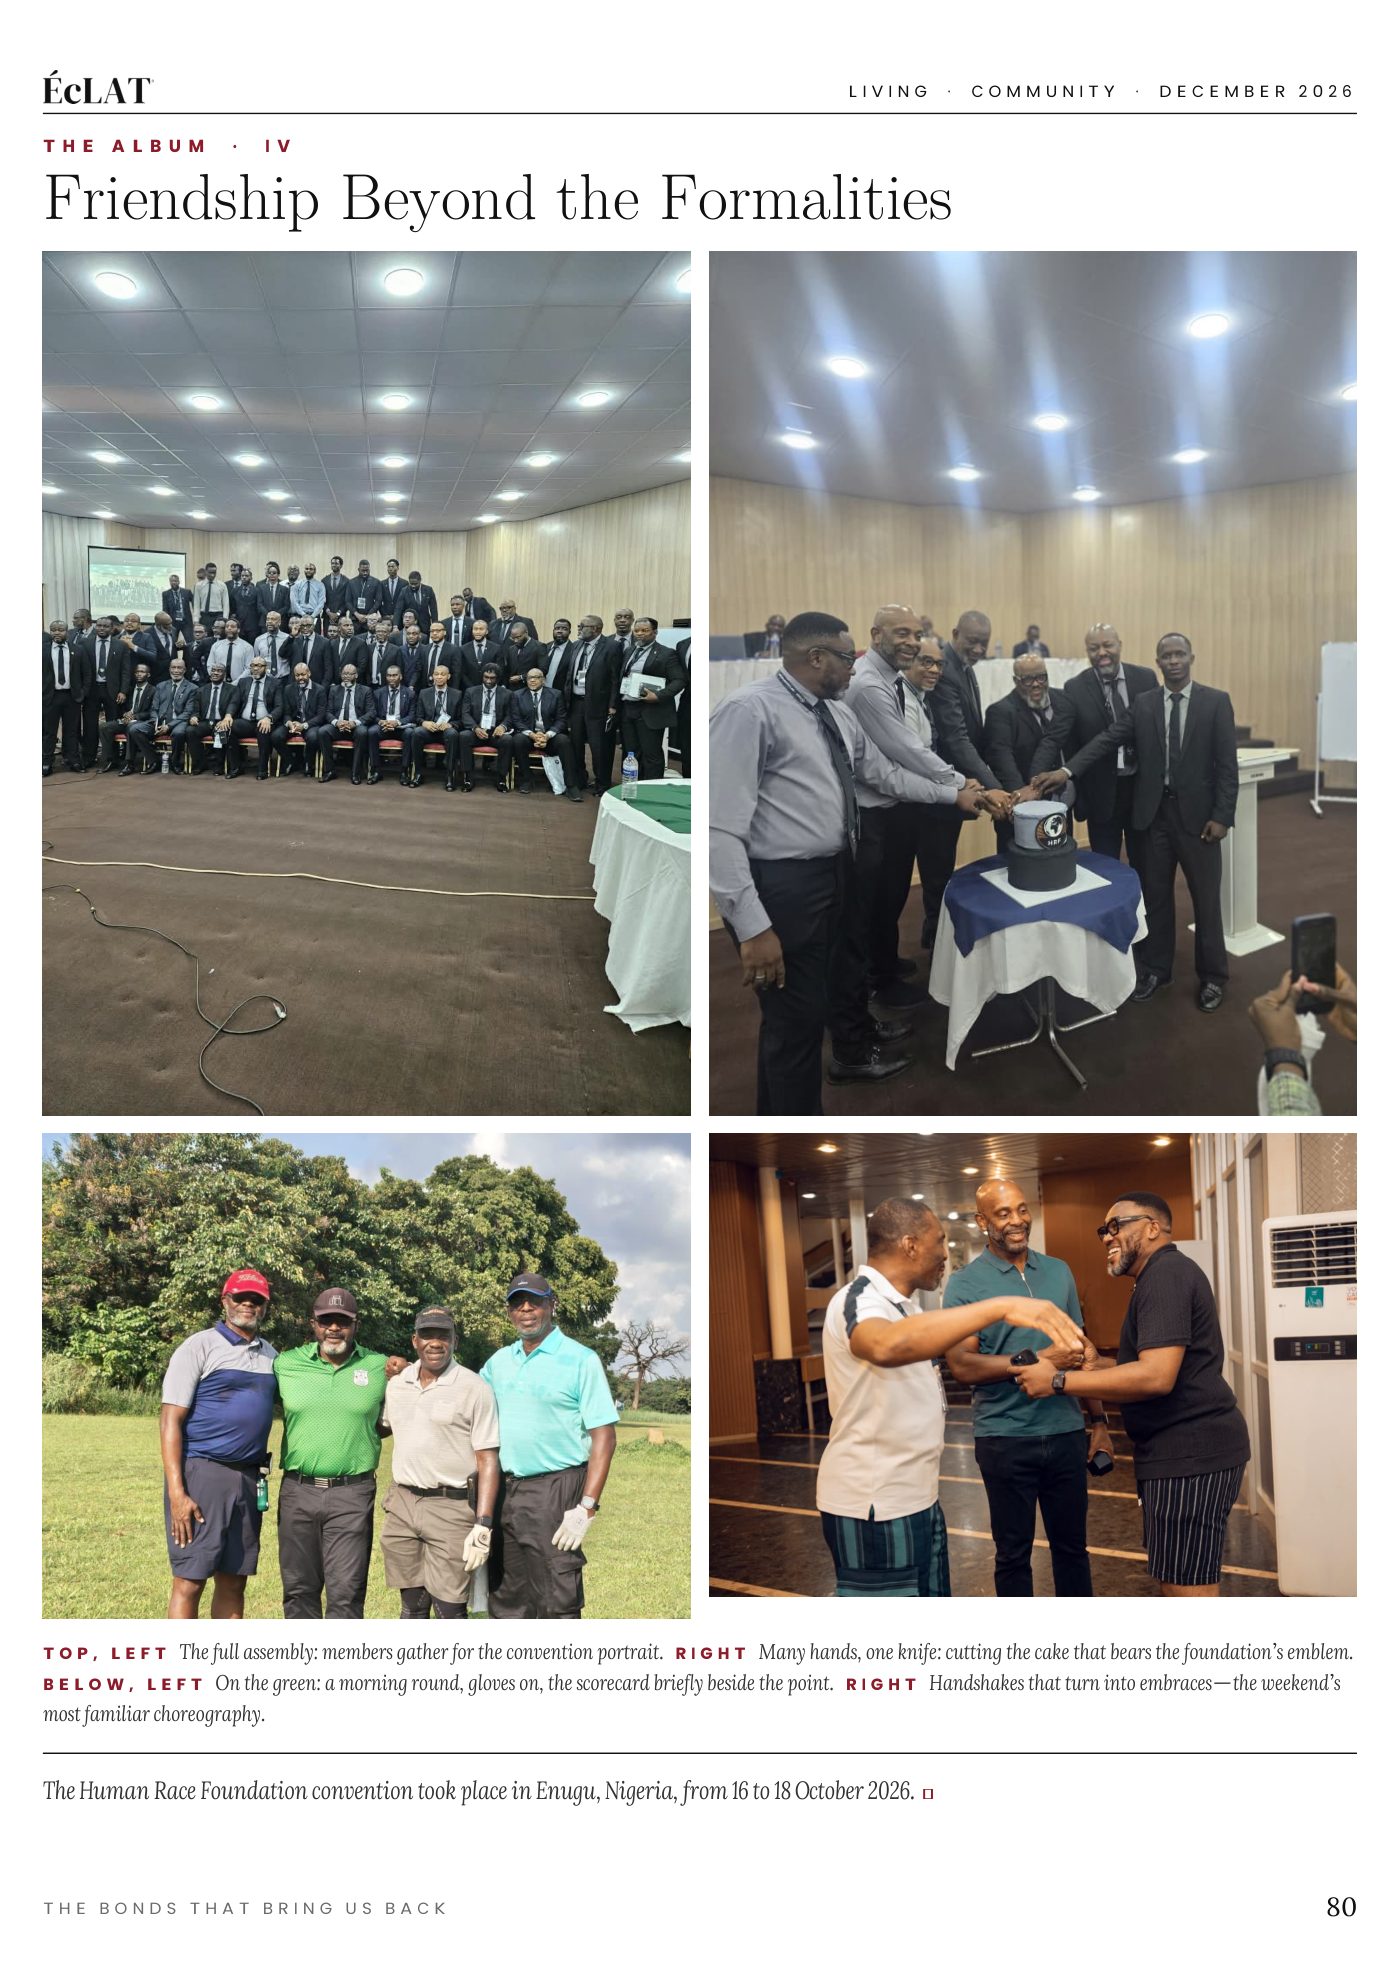 ÉcLAT
LIVING · COMMUNITY · DECEMBER 2026
THE ALBUM · IV
Friendship Beyond the Formalities
HRF
TOP, LEFT The full assembly: members gather for the convention portrait. RIGHT Many hands, one knife: cutting the cake that bears the foundation’s emblem.
BELOW, LEFT On the green: a morning round, gloves on, the scorecard briefly beside the point. RIGHT Handshakes that turn into embraces—the weekend’s
most familiar choreography.
The Human Race Foundation convention took place in Enugu, Nigeria, from 16 to 18 October 2026.
THE BONDS THAT BRING US BACK
80